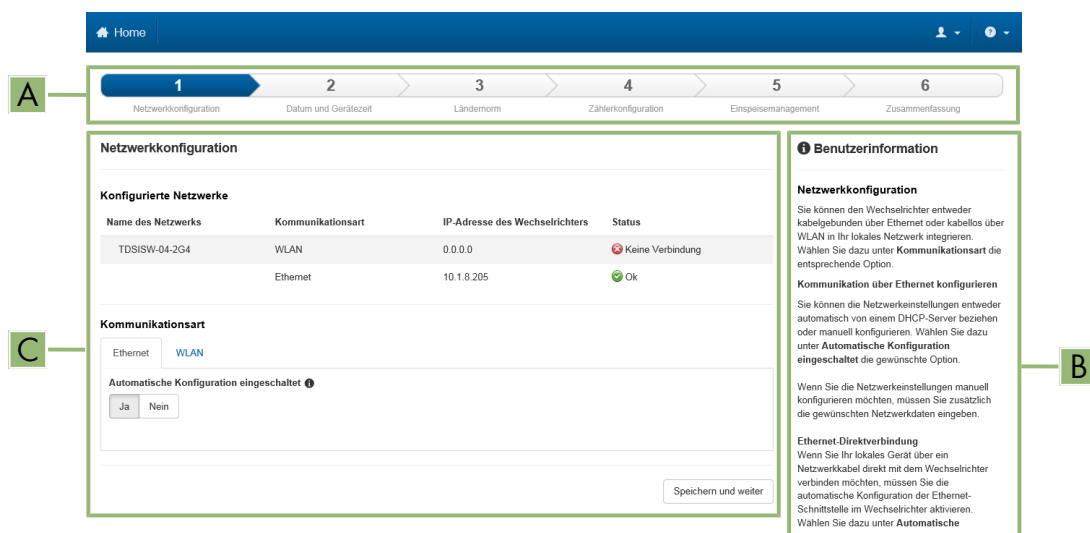 Home
A
1 2 3 4 5 6
Netzwerkkonfiguration Datum und Gerätezeit Ländernorm Zählerkonfiguration Einspeisemanagement Zusammenfassung
C
Netzwerkkonfiguration
Konfigurierte Netzwerke
Name des Netzwerks Kommunikationsart IP-Adresse des Wechselrichters Status
TDSISW-04-2G4 WLAN 0.0.0.0 Keine Verbindung
Ethernet 10.1.8.205 Ok
Kommunikationsart
Ethernet WLAN
Automatische Konfiguration eingeschaltet
Ja Nein
Speichern und weiter
B
Benutzerinformation
Netzwerkkonfiguration
Sie können den Wechselrichter entweder
kabelgebunden über Ethernet oder kabellos über
WLAN in Ihr lokales Netzwerk integrieren.
Wählen Sie dazu unter Kommunikationsart die
entsprechende Option.
Kommunikation über Ethernet konfigurieren
Sie können die Netzwerkeinstellungen entweder
automatisch von einem DHCP-Server beziehen
oder manuell konfigurieren. Wählen Sie dazu
unter Automatische Konfiguration
eingeschaltet die gewünschte Option.
Wenn Sie die Netzwerkeinstellungen manuell
konfigurieren möchten, müssen Sie zusätzlich
die gewünschten Netzwerkdaten eingeben.
Ethernet-Direktverbindung
Wenn Sie Ihr lokales Gerät über ein
Netzwerkkabel direkt mit dem Wechselrichter
verbinden möchten, müssen Sie die
automatische Konfiguration der Ethernet-
Schnittstelle im Wechselrichter aktivieren.
Wählen Sie dazu unter Automatische